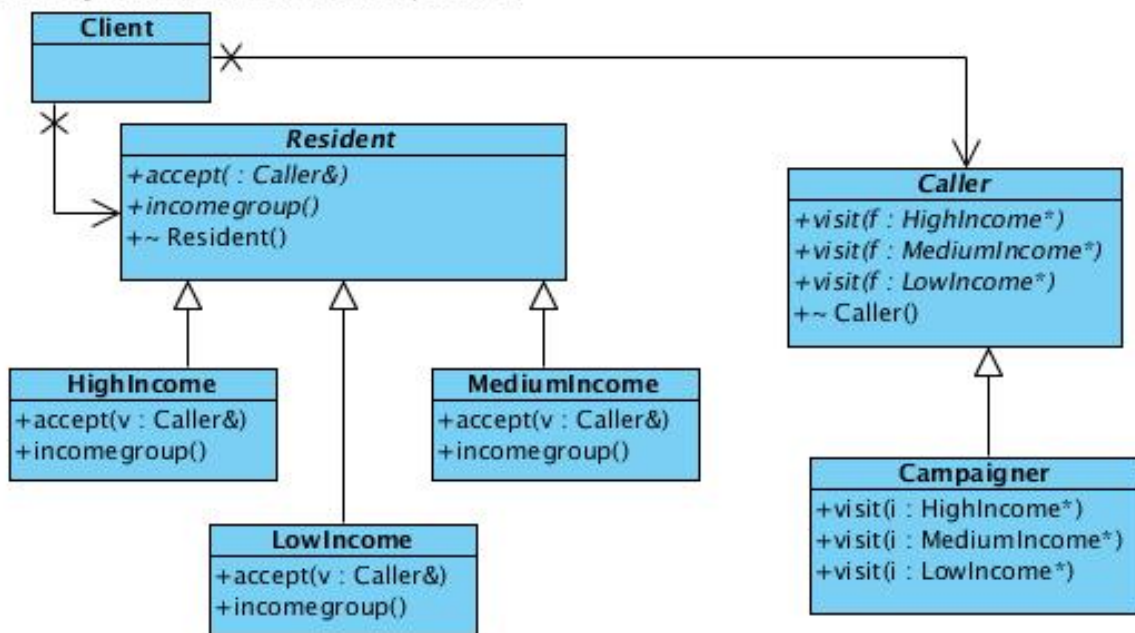 Client
Resident
+accept( : Caller&)
+incomegroup()
+~ Resident()
Caller
+visit(f : HighIncome*)
+visit(f : MediumIncome*)
+visit(f : LowIncome*)
+~ Caller()
HighIncome
+accept(v : Caller&)
+incomegroup()
MediumIncome
+accept(v : Caller&)
+incomegroup()
LowIncome
+accept(v : Caller&)
+incomegroup()
Campaigner
+visit(i : HighIncome*)
+visit(i : MediumIncome*)
+visit(i : LowIncome*)